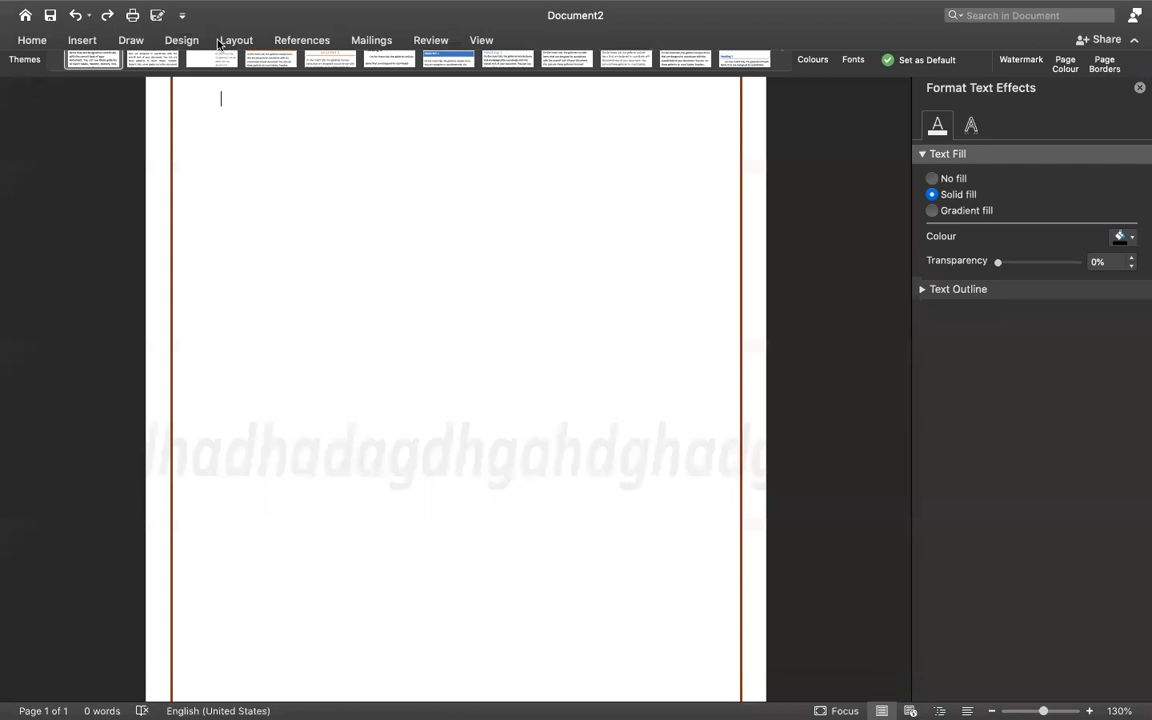 Document2
Search in Document
Home Insert Draw Design Layout References Mailings Review View
Share
Themes
Colours Fonts Set as Default
Watermark Page Colour Page Borders
Format Text Effects
Text Fill
No fill
Solid fill
Gradient fill
Colour
Transparency 0%
Text Outline
hadhadagdhgahdghadg
Page 1 of 1 0 words English (United States)
Focus 130%